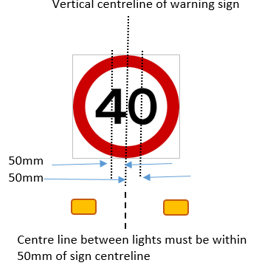 Vertical centreline of warning sign
40
50mm
50mm
Centre line between lights must be within
50mm of sign centreline